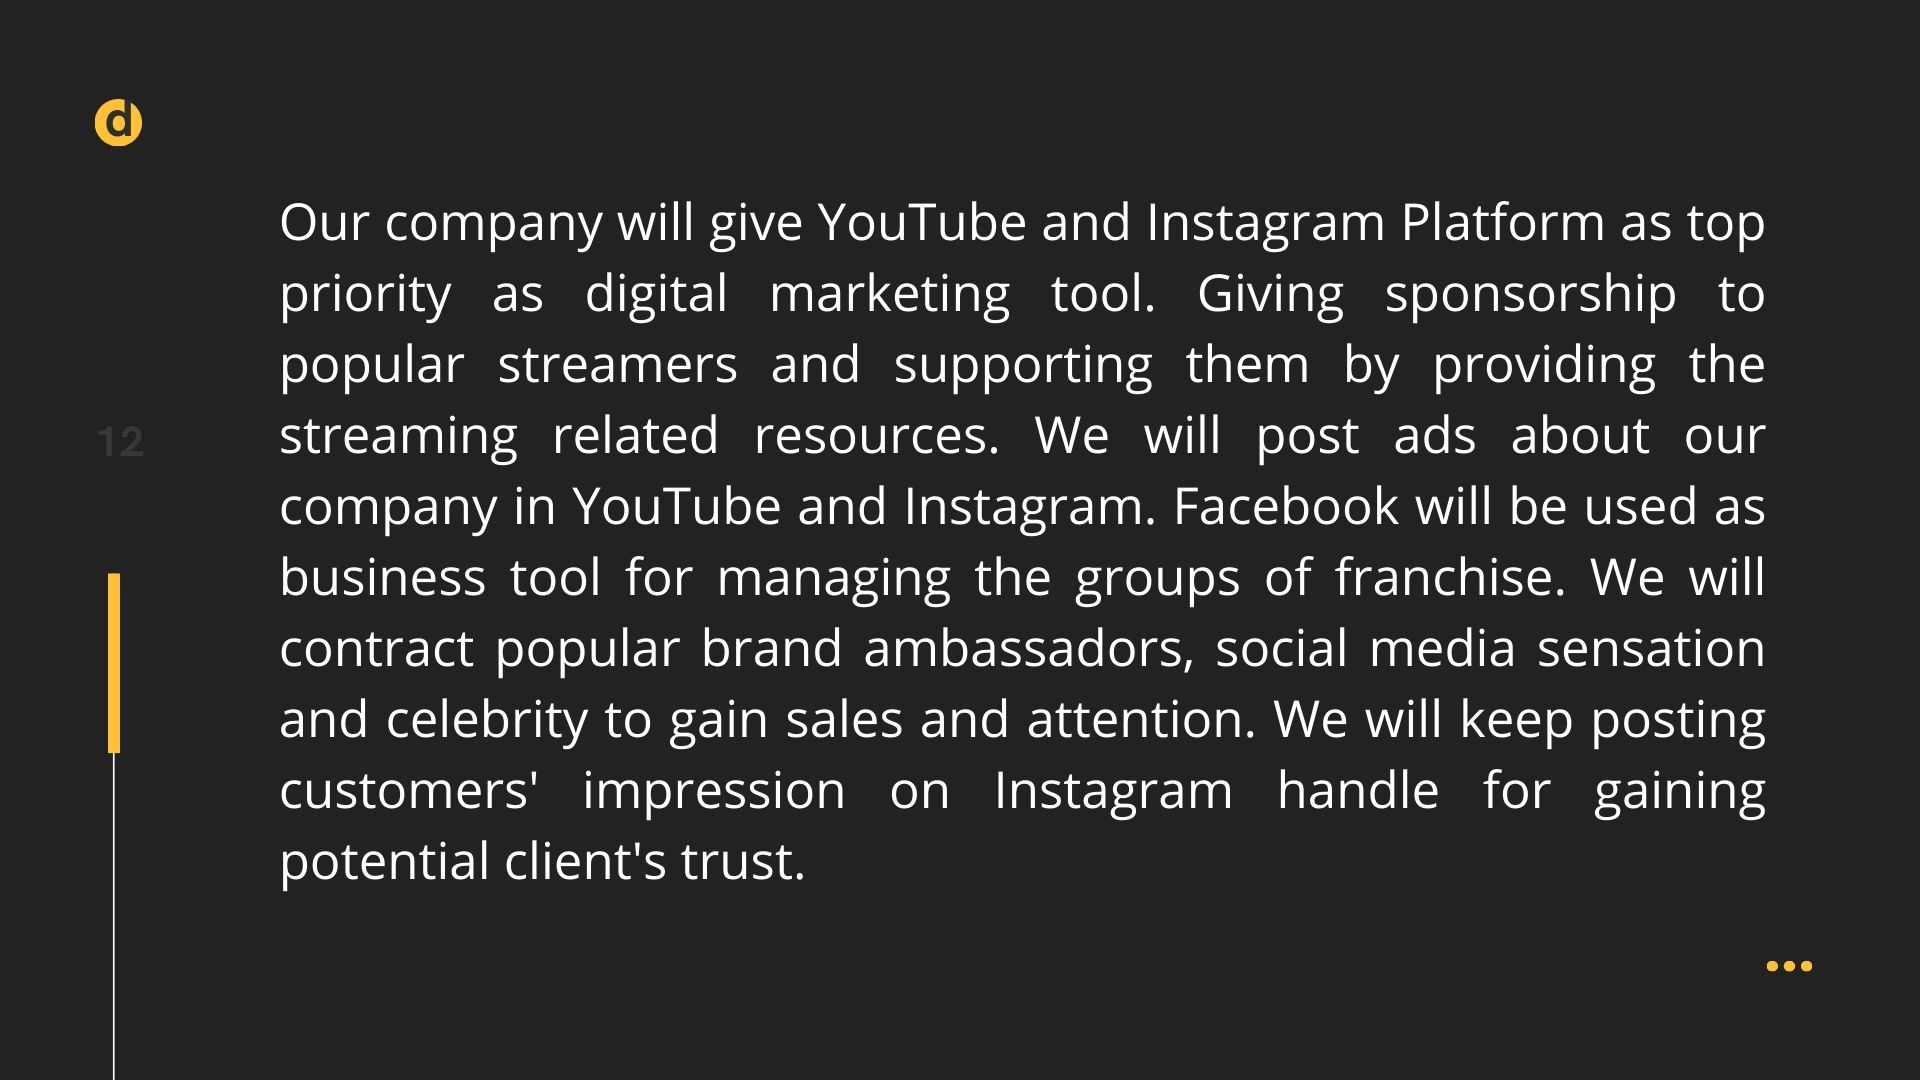 d
Our company will give YouTube and Instagram Platform as top
priority as digital marketing tool. Giving sponsorship to
popular streamers and supporting them by providing the
streaming related resources. We will post ads about our
12
company in YouTube and Instagram. Facebook will be used as
business tool for managing the groups of franchise. We will
contract popular brand ambassadors, social media sensation
and celebrity to gain sales and attention. We will keep posting
customers' impression on Instagram handle for gaining
potential client's trust.